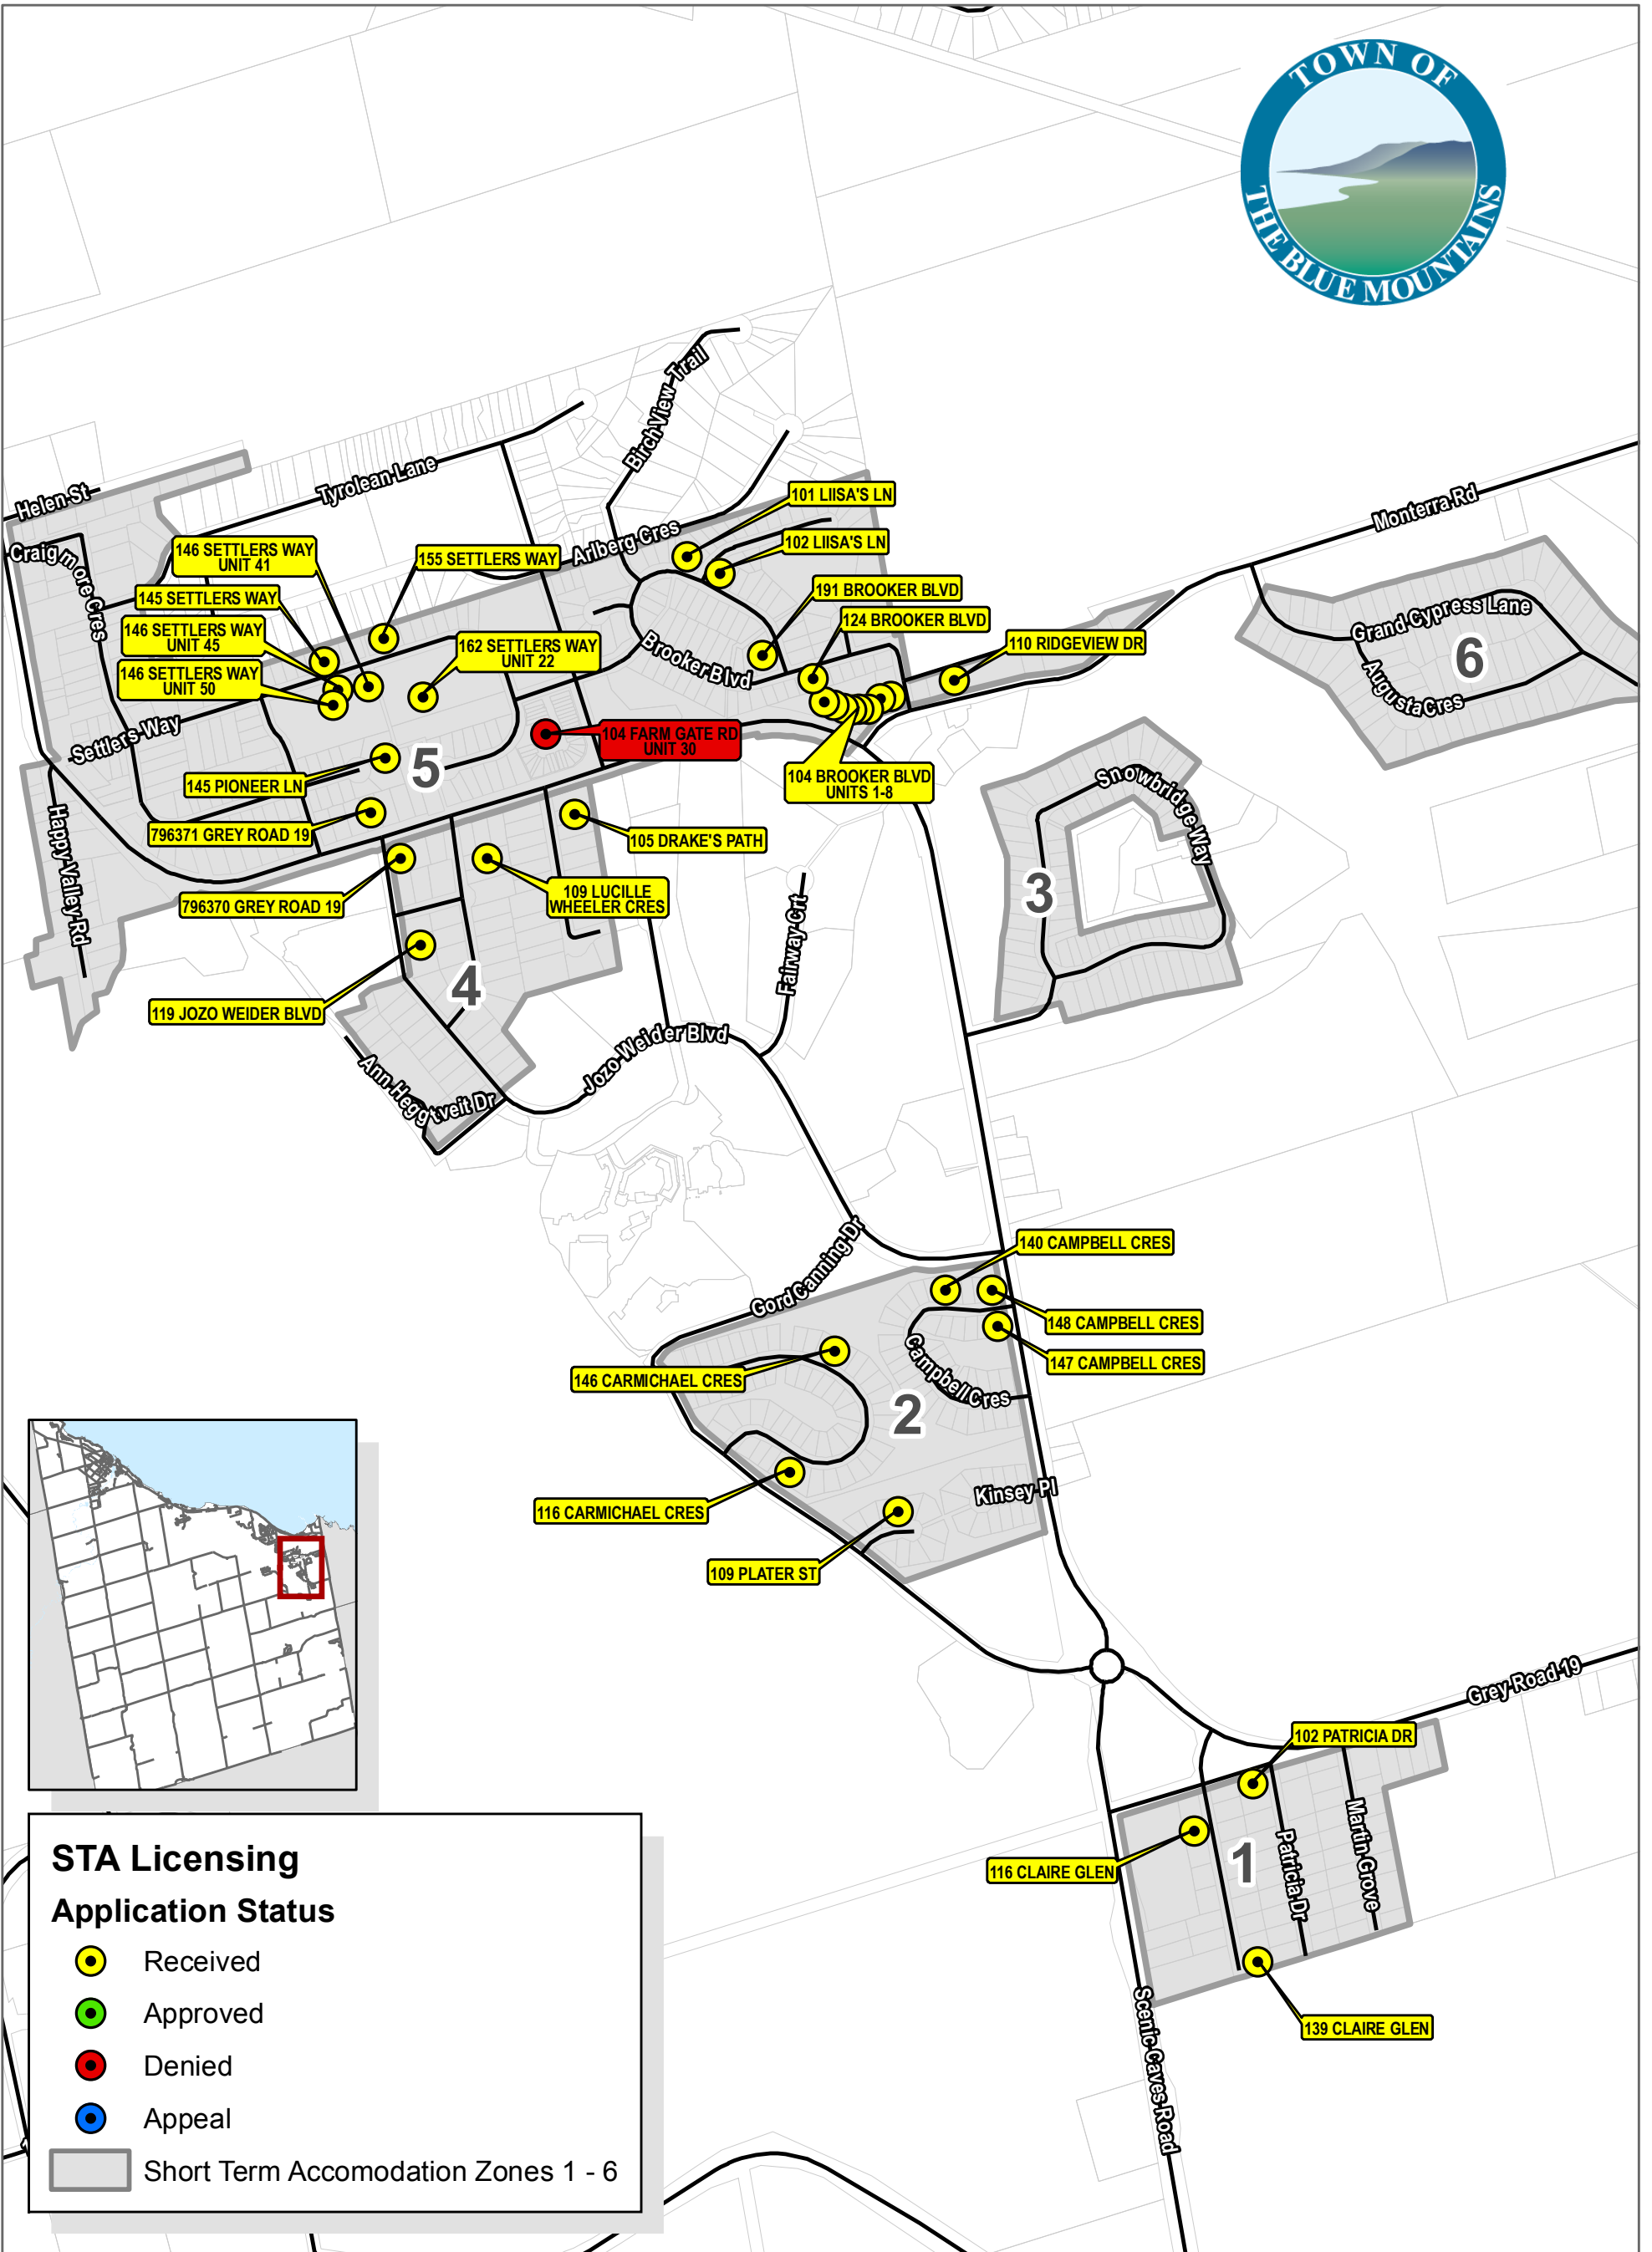 TOWN OF
THE BLUE MOUNTAINS
Birch View Trail
Tyrolean Lane
Helen St
Craigmore Cres
Arlberg Cres
Monterra Rd
101 LIISA'S LN
102 LIISA'S LN
146 SETTLERS WAY
UNIT 41
155 SETTLERS WAY
145 SETTLERS WAY
191 BROOKER BLVD
124 BROOKER BLVD
146 SETTLERS WAY
UNIT 45
162 SETTLERS WAY
UNIT 22
110 RIDGEVIEW DR
146 SETTLERS WAY
UNIT 50
Brooker Blvd
Grand Cypress Lane
6
Augusta Cres
Settlers Way
104 FARM GATE RD
UNIT 30
5
145 PIONEER LN
104 BROOKER BLVD
UNITS 1-8
Snowbridge Way
796371 GREY ROAD 19
105 DRAKE'S PATH
Happy Valley Rd
796370 GREY ROAD 19
109 LUCILLE
WHEELER CRES
3
Fairway Crt
4
119 JOZO WEIDER BLVD
Jozo Weider Blvd
Ann Heggtveit Dr
Gord Canning Dr
140 CAMPBELL CRES
148 CAMPBELL CRES
147 CAMPBELL CRES
Campbell Cres
146 CARMICHAEL CRES
2
Kinsey Pl
116 CARMICHAEL CRES
109 PLATER ST
Grey Road 19
102 PATRICIA DR
Martin Grove
Patricia Dr
1
116 CLAIRE GLEN
139 CLAIRE GLEN
Scenic Caves Road
STA Licensing
Application Status
Received
Approved
Denied
Appeal
Short Term Accomodation Zones 1 - 6